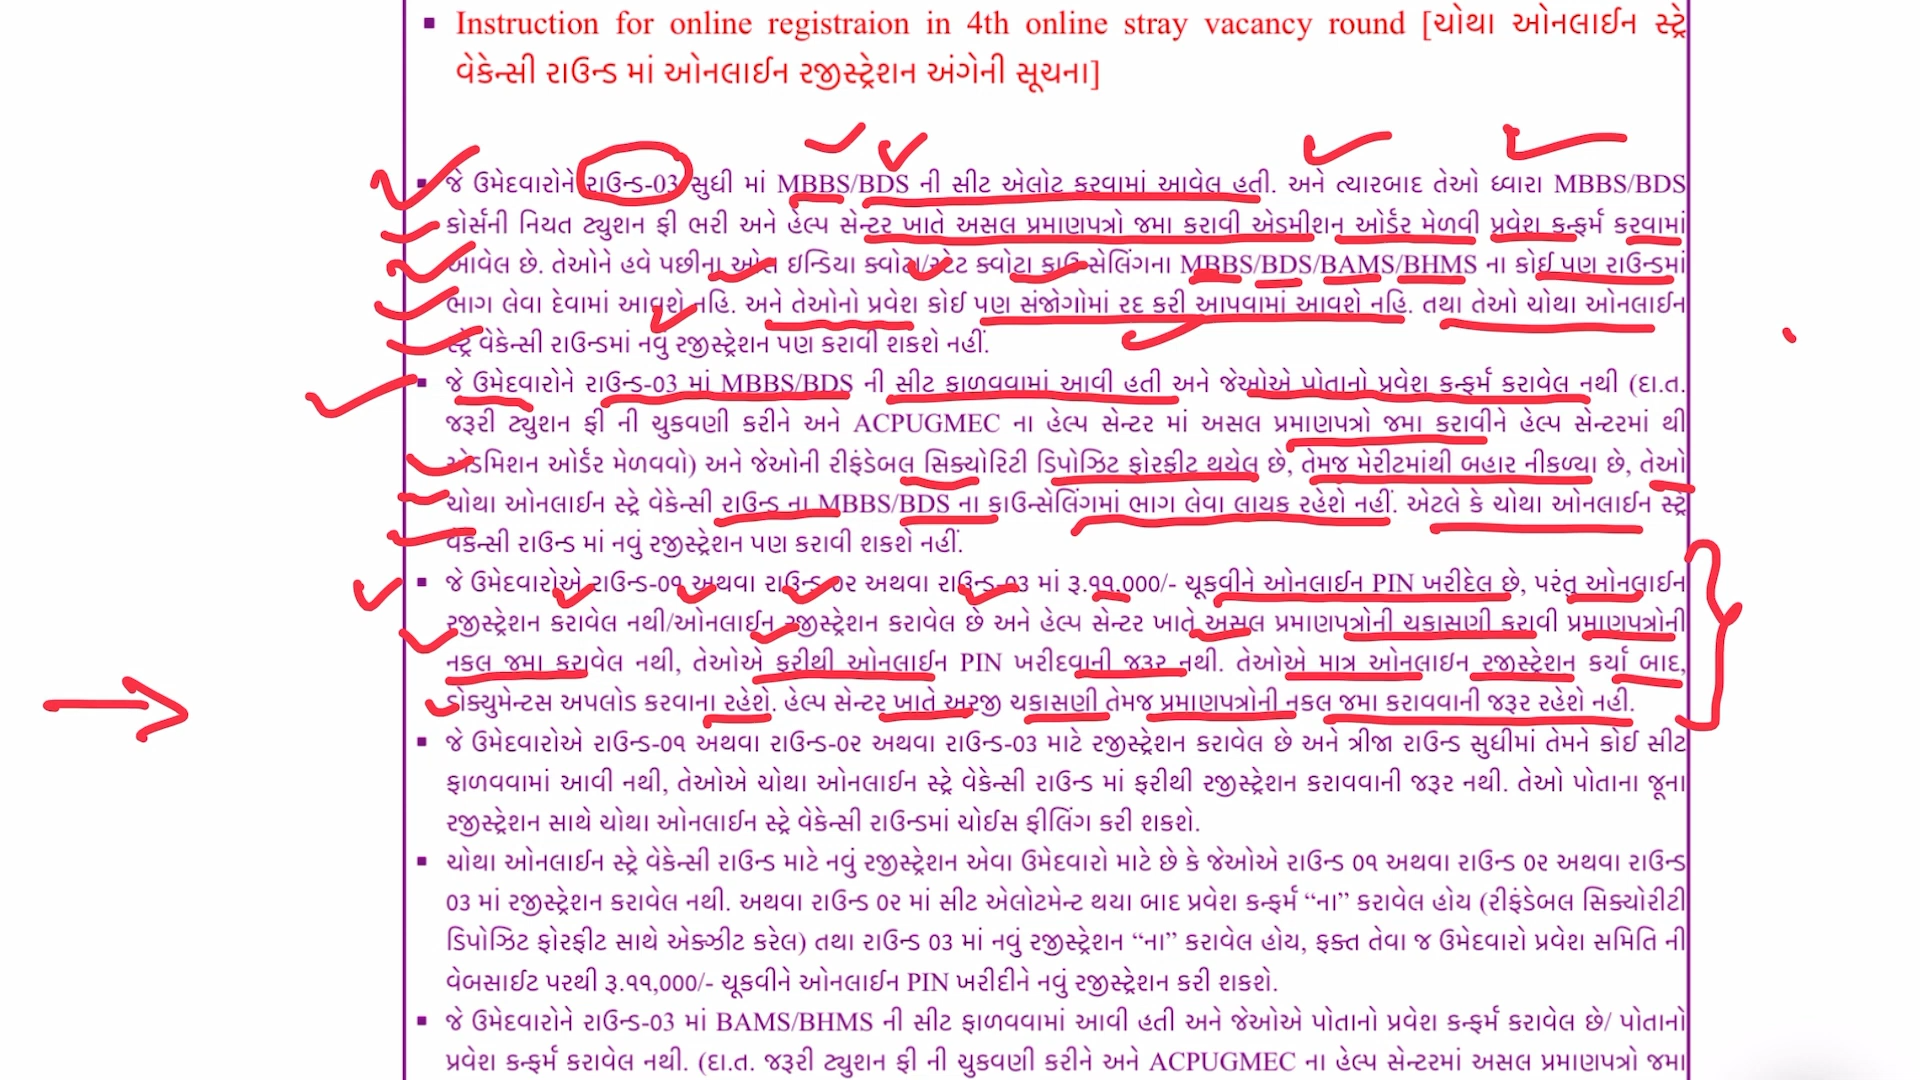 Instruction for online registraion in 4th online stray vacancy round [ચોથા ઓનલાઈન સ્ટ્રે
વેકેન્સી રાઉન્ડ માં ઓનલાઈન રજીસ્ટ્રેશન અંગેની સૂચના]
જે ઉમેદવારોને રાઉન્ડ-03 સુધી માં MBBS/BDS ની સીટ એલોટ કરવામાં આવેલ હતી. અને ત્યારબાદ તેઓ ધ્વારા MBBS/BDS
કોર્સની નિયત ટ્યુશન ફી ભરી અને હેલ્પ સેન્ટર ખાતે અસલ પ્રમાણપત્રો જમા કરાવી એડમીશન ઓર્ડર મેળવી પ્રવેશ કન્ફર્મ કરવામાં
આવેલ છે. તેઓને હવે પછીના ઓલ ઇન્ડિયા ક્વોટા/સ્ટેટ ક્વોટા કાઉન્સેલિંગના MBBS/BDS/BAMS/BHMS ના કોઈ પણ રાઉન્ડમાં
ભાગ લેવા દેવામાં આવશે નહિ. અને તેઓનો પ્રવેશ કોઈ પણ સંજોગોમાં રદ કરી આપવામાં આવશે નહિ. તથા તેઓ ચોથા ઓનલાઈન
સ્ટ્રે વેકેન્સી રાઉન્ડમાં નવું રજીસ્ટ્રેશન પણ કરાવી શકશે નહીં.
જે ઉમેદવારોને રાઉન્ડ-03 માં MBBS/BDS ની સીટ ફાળવવામાં આવી હતી અને જેઓએ પોતાનો પ્રવેશ કન્ફર્મ કરાવેલ નથી (દા.ત.
જરૂરી ટ્યુશન ફી ની ચુકવણી કરીને અને ACPUGMEC ના હેલ્પ સેન્ટર માં અસલ પ્રમાણપત્રો જમા કરાવીને હેલ્પ સેન્ટરમાં થી
એડમિશન ઓર્ડર મેળવવો) અને જેઓની રીફંડેબલ સિક્યોરિટી ડિપોઝિટ ફોરફીટ થયેલ છે, તેમજ મેરીટમાંથી બહાર નીકળ્યા છે, તેઓ
ચોથા ઓનલાઈન સ્ટ્રે વેકેન્સી રાઉન્ડ ના MBBS/BDS ના કાઉન્સેલિંગમાં ભાગ લેવા લાયક રહેશે નહીં. એટલે કે ચોથા ઓનલાઈન સ્ટ્રે
વેકેન્સી રાઉન્ડ માં નવું રજીસ્ટ્રેશન પણ કરાવી શકશે નહીં.
જે ઉમેદવારોએ રાઉન્ડ-૦૧ અથવા રાઉન્ડ-૦૨ અથવા રાઉન્ડ-03 માં રૂ.૧૧,000/- ચૂકવીને ઓનલાઈન PIN ખરીદેલ છે, પરંતુ ઓનલાઈન
રજીસ્ટ્રેશન કરાવેલ નથી/ઓનલાઈન રજીસ્ટ્રેશન કરાવેલ છે અને હેલ્પ સેન્ટર ખાતે અસલ પ્રમાણપત્રોની ચકાસણી કરાવી પ્રમાણપત્રોની
નકલ જમા કરાવેલ નથી, તેઓએ ફરીથી ઓનલાઈન PIN ખરીદવાની જરૂર નથી. તેઓએ માત્ર ઓનલાઇન રજીસ્ટ્રેશન કર્યા બાદ,
ડોક્યુમેન્ટસ અપલોડ કરવાના રહેશે. હેલ્પ સેન્ટર ખાતે અરજી ચકાસણી તેમજ પ્રમાણપત્રોની નકલ જમા કરાવવાની જરૂર રહેશે નહી.
જે ઉમેદવારોએ રાઉન્ડ-૦૧ અથવા રાઉન્ડ-૦૨ અથવા રાઉન્ડ-03 માટે રજીસ્ટ્રેશન કરાવેલ છે અને ત્રીજા રાઉન્ડ સુધીમાં તેમને કોઈ સીટ
ફાળવવામાં આવી નથી, તેઓએ ચોથા ઓનલાઈન સ્ટ્રે વેકેન્સી રાઉન્ડ માં ફરીથી રજીસ્ટ્રેશન કરાવવાની જરૂર નથી. તેઓ પોતાના જૂના
રજીસ્ટ્રેશન સાથે ચોથા ઓનલાઈન સ્ટ્રે વેકેન્સી રાઉન્ડમાં ચોઈસ ફીલિંગ કરી શકશે.
ચોથા ઓનલાઈન સ્ટ્રે વેકેન્સી રાઉન્ડ માટે નવું રજીસ્ટ્રેશન એવા ઉમેદવારો માટે છે કે જેઓએ રાઉન્ડ ૦૧ અથવા રાઉન્ડ ૦૨ અથવા રાઉન્ડ
03 માં રજીસ્ટ્રેશન કરાવેલ નથી. અથવા રાઉન્ડ ૦૨ માં સીટ એલોટમેન્ટ થયા બાદ પ્રવેશ કન્ફર્મ “ના” કરાવેલ હોય (રીફંડેબલ સિક્યોરીટી
ડિપોઝિટ ફોરફીટ સાથે એક્ઝીટ કરેલ) તથા રાઉન્ડ 03 માં નવું રજીસ્ટ્રેશન “ના” કરાવેલ હોય, ફક્ત તેવા જ ઉમેદવારો પ્રવેશ સમિતિ ની
વેબસાઈટ પરથી રૂ.૧૧,000/- ચૂકવીને ઓનલાઈન PIN ખરીદીને નવું રજીસ્ટ્રેશન કરી શકશે.
જે ઉમેદવારોને રાઉન્ડ-03 માં BAMS/BHMS ની સીટ ફાળવવામાં આવી હતી અને જેઓએ પોતાનો પ્રવેશ કન્ફર્મ કરાવેલ છે/ પોતાનો
પ્રવેશ કન્ફર્મ કરાવેલ નથી. (દા.ત. જરૂરી ટ્યુશન ફી ની ચુકવણી કરીને અને ACPUGMEC ના હેલ્પ સેન્ટરમાં અસલ પ્રમાણપત્રો જમા